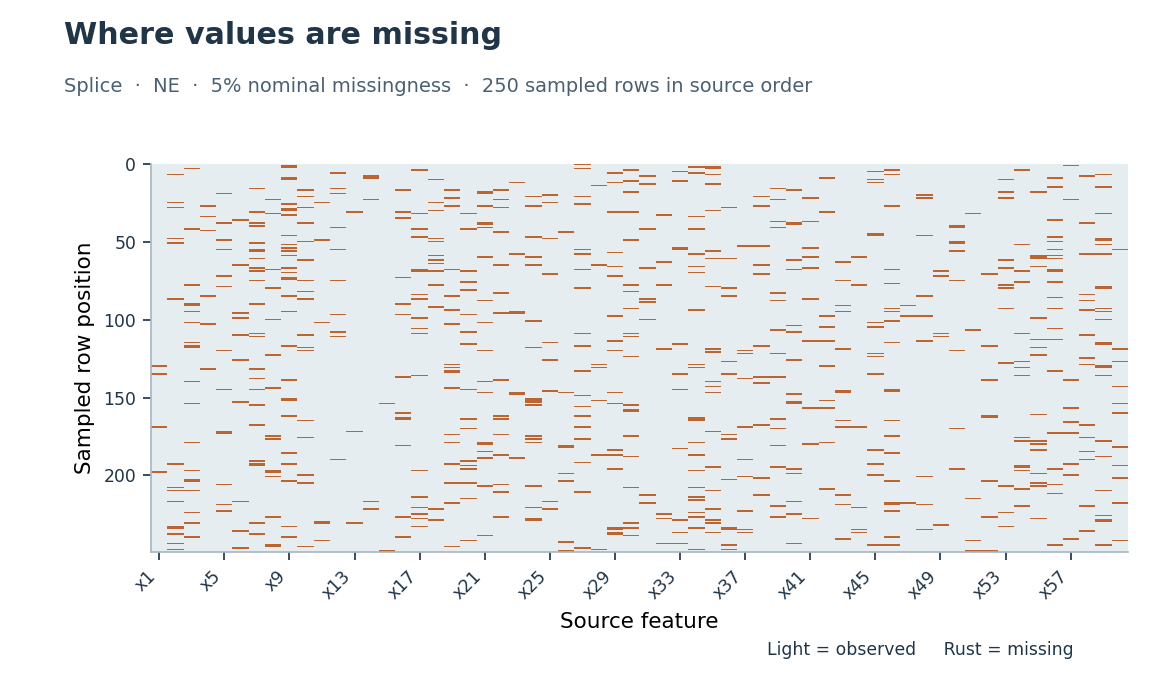 Where values are missing
Splice · NE · 5% nominal missingness · 250 sampled rows in source order
0
50
100
150
200
Sampled row position
x1
x5
x9
x13
x17
x21
x25
x29
x33
x37
x41
x45
x49
x53
x57
Source feature
Light = observed Rust = missing